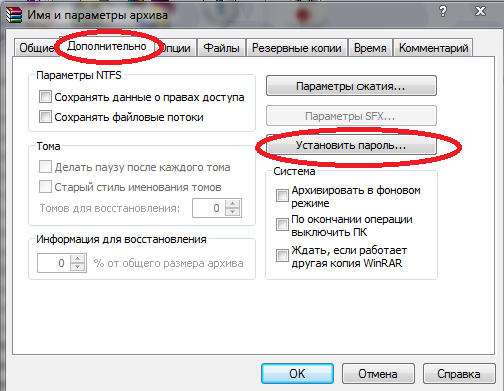 Имя и параметры архива
Общие Дополнительно Опции Файлы Резервные копии Время Комментарий
Параметры NTFS
Сохранять данные о правах доступа
Сохранять файловые потоки
Параметры сжатия...
Параметры SFX...
Установить пароль...
Тома
Делать паузу после каждого тома
Старый стиль именования томов
Томов для восстановления: 0
Система
Архивировать в фоновом
режиме
По окончании операции
выключить ПК
Ждать, если работает
другая копия WinRAR
Информация для восстановления
0 % от общего размера архива
OK Отмена Справка